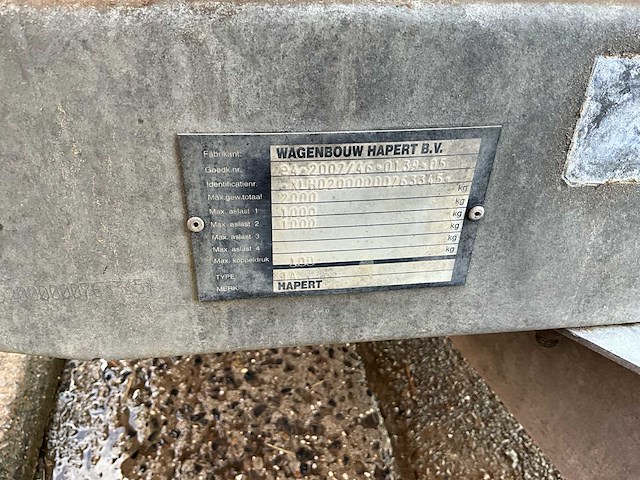 Fabrikant: WAGENBOUW HAPERT B.V.
Goedk.nr.
Identificatienr.
Max.gew.totaal 2000 kg
Max. aslast 1 1000 kg
Max. aslast 2 1000 kg
Max. aslast 3 kg
Max. aslast 4 kg
Max. koppeldruk 100
TYPE
MERK HAPERT